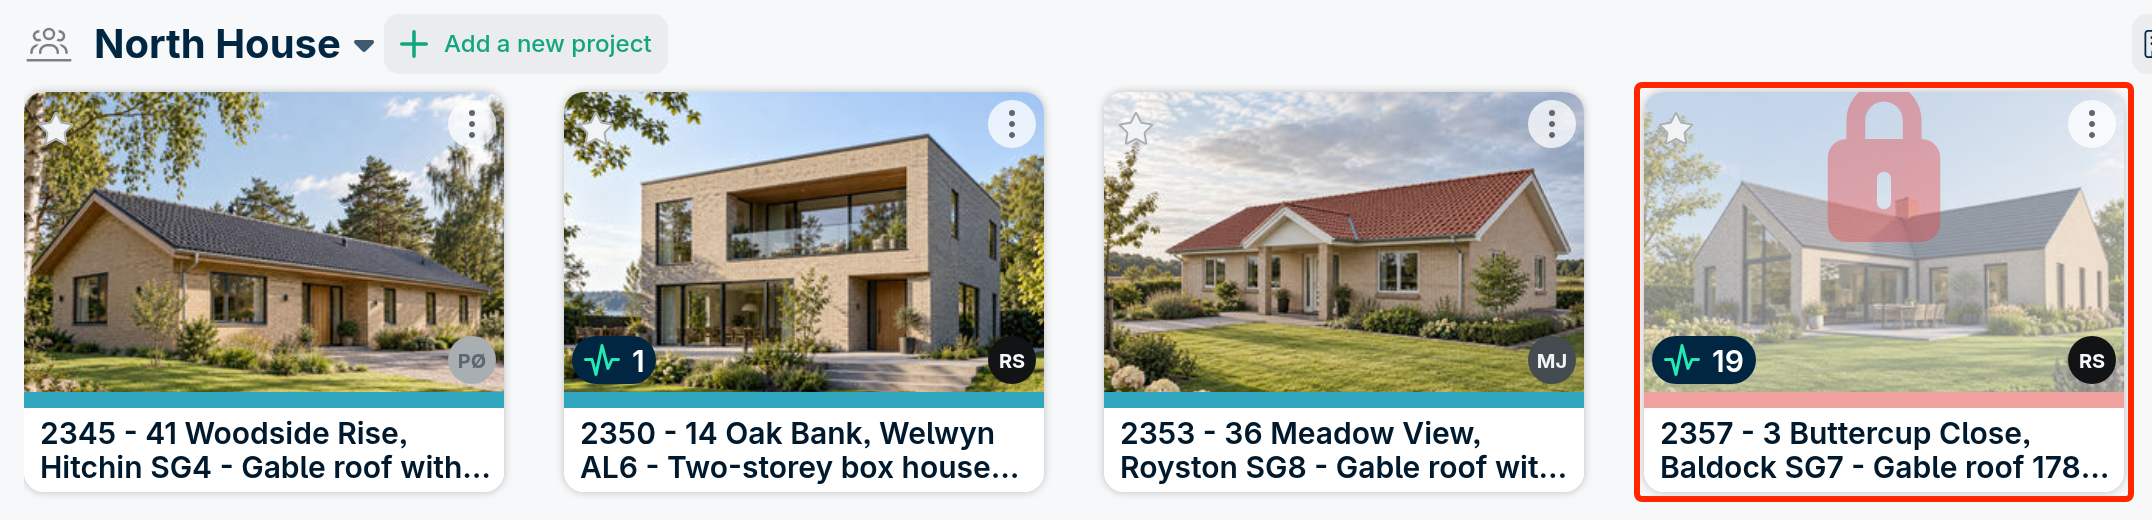 North House
Add a new project
PØ
1
RS
MJ
19
RS
2345 - 41 Woodside Rise,
Hitchin SG4 - Gable roof with...
2350 - 14 Oak Bank, Welwyn
AL6 - Two-storey box house...
2353 - 36 Meadow View,
Royston SG8 - Gable roof wit...
2357 - 3 Buttercup Close,
Baldock SG7 - Gable roof 178...